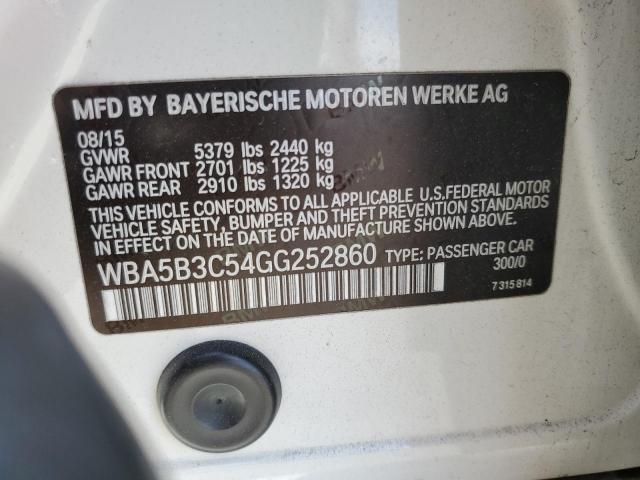 MFD BY BAYERISCHE MOTOREN WERKE AG
08/15
GVWR 5379 lbs 2440 kg
GAWR FRONT 2701 lbs 1225 kg
GAWR REAR 2910 lbs 1320 kg
THIS VEHICLE CONFORMS TO ALL APPLICABLE U.S.FEDERAL MOTOR
VEHICLE SAFETY, BUMPER AND THEFT PREVENTION STANDARDS
IN EFFECT ON THE DATE OF MANUFACTURE SHOWN ABOVE.
WBA5B3C54GG252860 TYPE: PASSENGER CAR
300/0
7 315 814